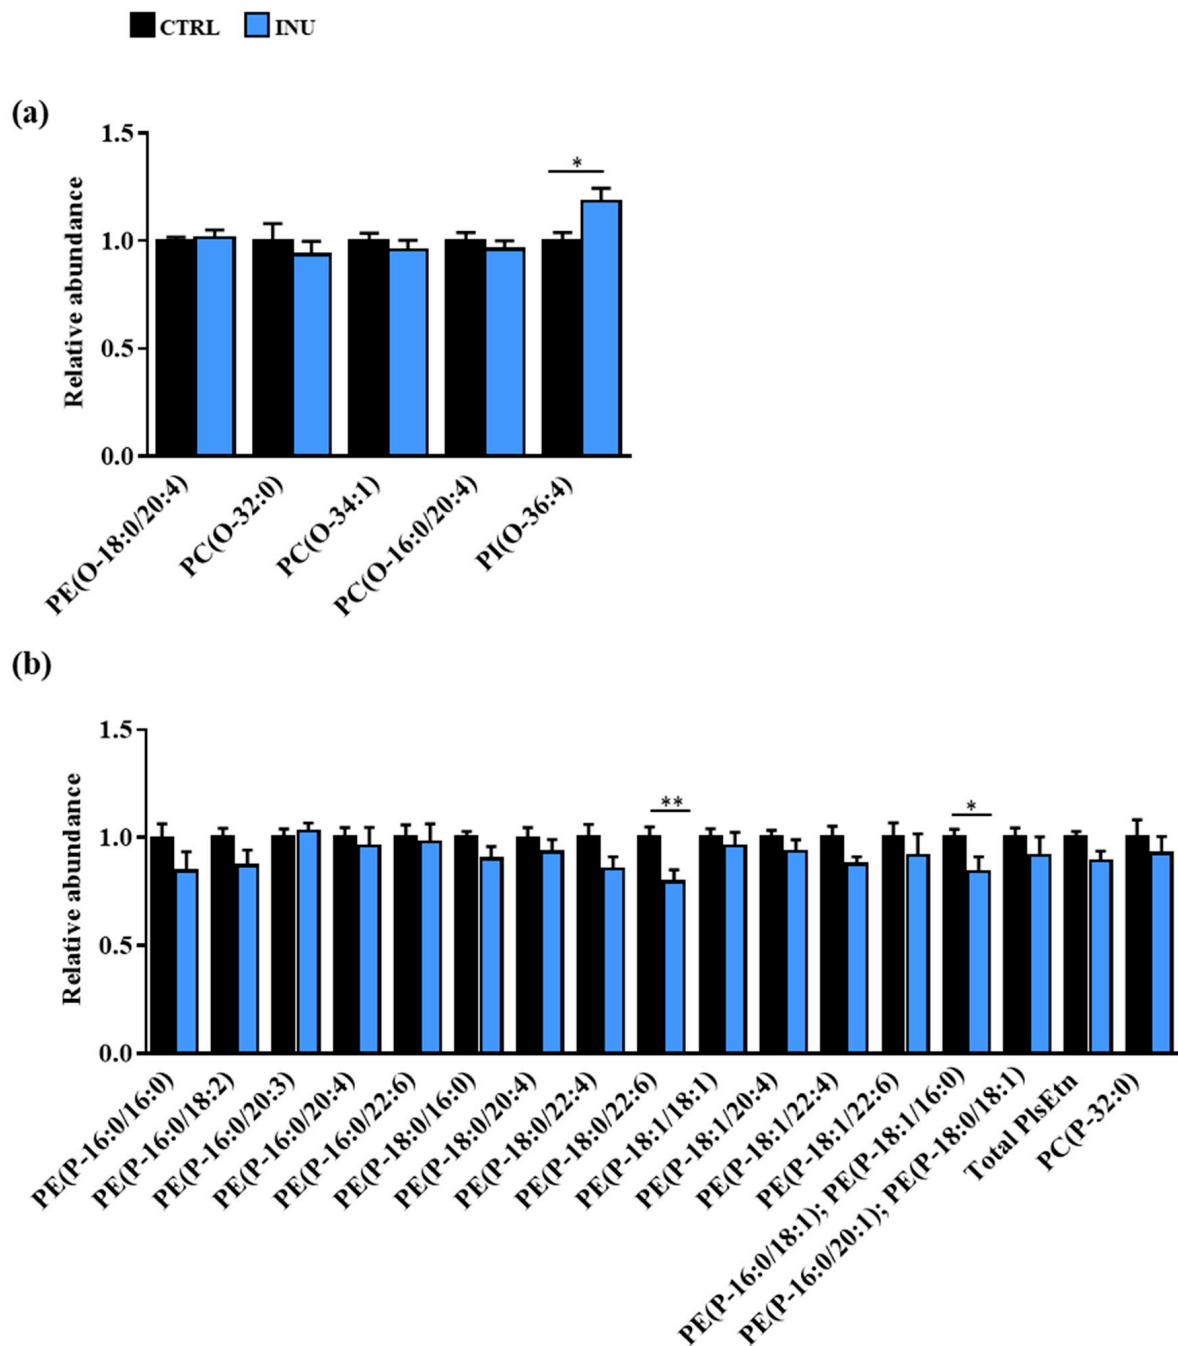 CTRL INU
(a)
1.5
1.0
0.5
0.0
Relative abundance
*
PE(O-18:0/20:4)
PC(O-32:0)
PC(O-34:1)
PC(O-16:0/20:4)
PI(O-36:4)
(b)
1.5
1.0
0.5
0.0
Relative abundance
**
*
PE(P-16:0/16:0)
PE(P-16:0/18:2)
PE(P-16:0/20:3)
PE(P-16:0/20:4)
PE(P-16:0/22:6)
PE(P-18:0/16:0)
PE(P-18:0/20:4)
PE(P-18:0/22:4)
PE(P-18:0/22:6)
PE(P-18:1/18:1)
PE(P-18:1/20:4)
PE(P-18:1/22:4)
PE(P-18:1/22:6)
PE(P-16:0/18:1); PE(P-18:1/16:0)
PE(P-16:0/20:1); PE(P-18:0/18:1)
Total PlsEtn
PC(P-32:0)